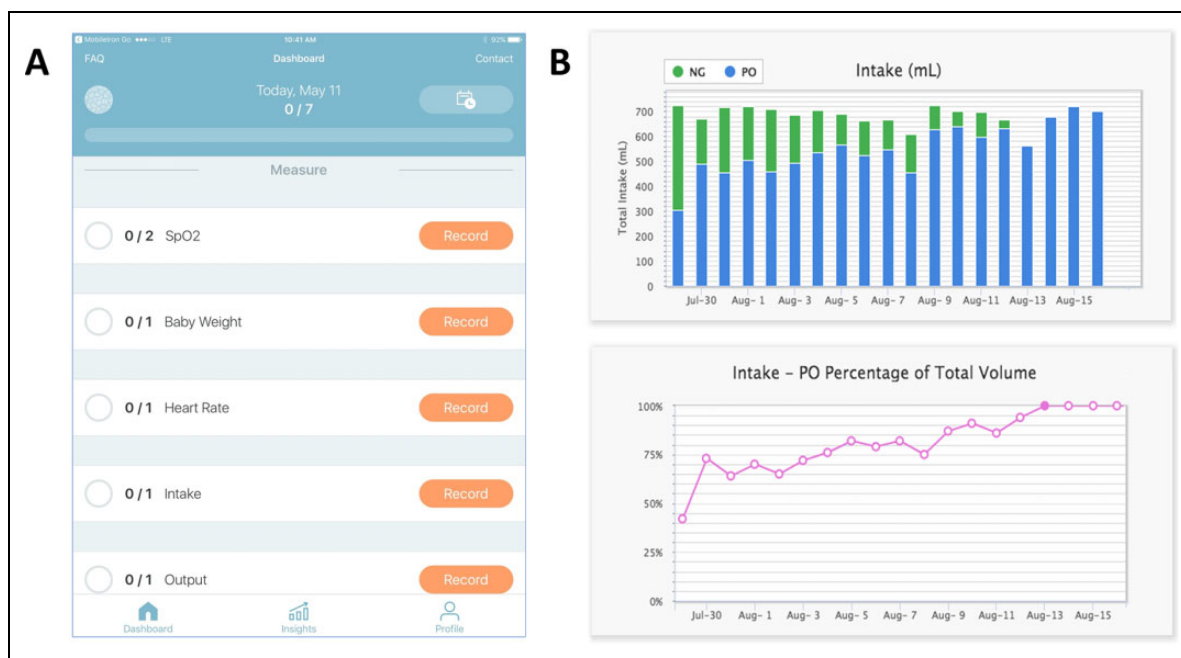 A
MobileIron Go LTE 10:41 AM 92%
FAQ Dashboard Contact
Today, May 11
0 / 7
Measure
0 / 2 SpO2 Record
0 / 1 Baby Weight Record
0 / 1 Heart Rate Record
0 / 1 Intake Record
0 / 1 Output Record
Dashboard Insights Profile
B
NG PO
Intake (mL)
Total Intake (mL)
700
600
500
400
300
200
100
0
Jul-30 Aug- 1 Aug- 3 Aug- 5 Aug- 7 Aug- 9 Aug-11 Aug-13 Aug-15
Intake - PO Percentage of Total Volume
100%
75%
50%
25%
0%
Jul-30 Aug- 1 Aug- 3 Aug- 5 Aug- 7 Aug- 9 Aug-11 Aug-13 Aug-15